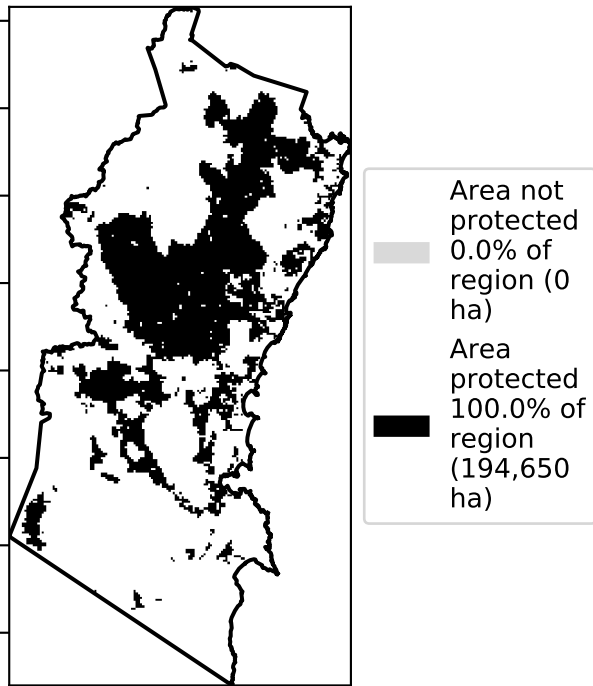 Area not
protected
0.0% of
region (0
ha)
Area
protected
100.0% of
region
(194,650
ha)